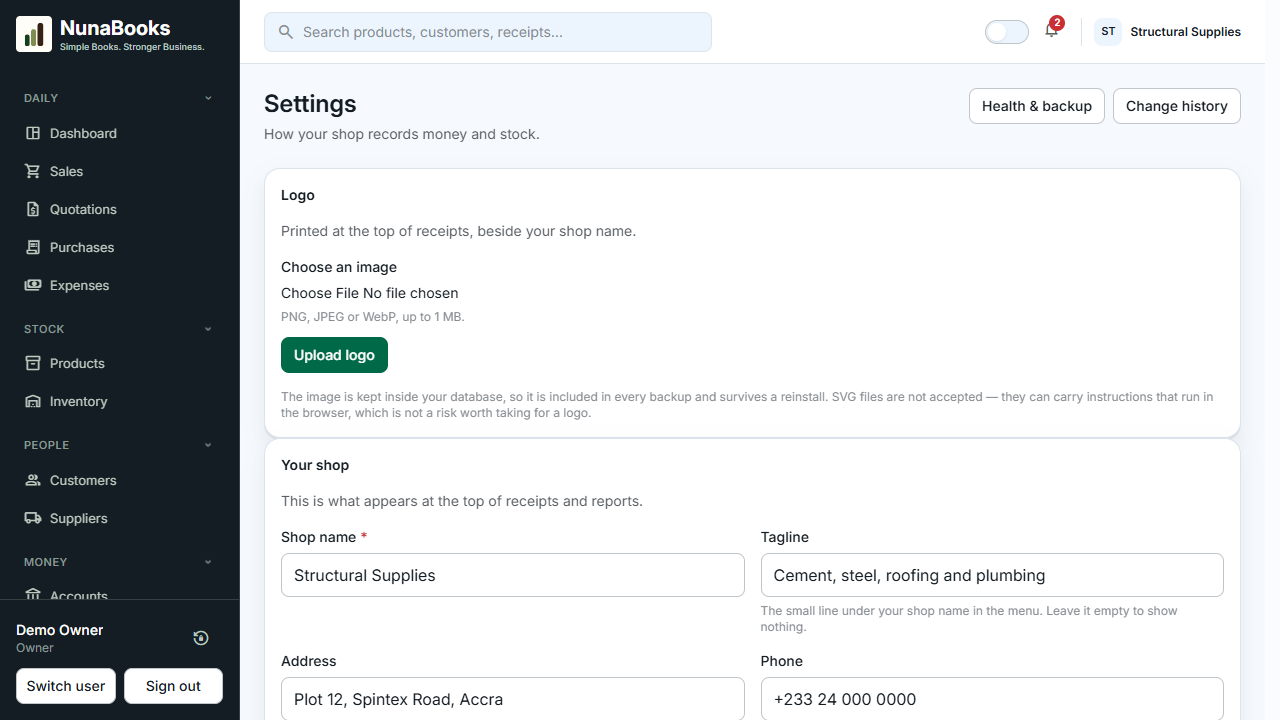 NunaBooks
Simple Books. Stronger Business.
DAILY
Dashboard
Sales
Quotations
Purchases
Expenses
STOCK
Products
Inventory
PEOPLE
Customers
Suppliers
MONEY
Accounts
Demo Owner
Owner
Switch user
Sign out
Search products, customers, receipts...
2
ST
Structural Supplies
Settings
How your shop records money and stock.
Health & backup
Change history
Logo
Printed at the top of receipts, beside your shop name.
Choose an image
Choose File No file chosen
PNG, JPEG or WebP, up to 1 MB.
Upload logo
The image is kept inside your database, so it is included in every backup and survives a reinstall. SVG files are not accepted — they can carry instructions that run in
the browser, which is not a risk worth taking for a logo.
Your shop
This is what appears at the top of receipts and reports.
Shop name *
Structural Supplies
Tagline
Cement, steel, roofing and plumbing
The small line under your shop name in the menu. Leave it empty to show
nothing.
Address
Plot 12, Spintex Road, Accra
Phone
+233 24 000 0000